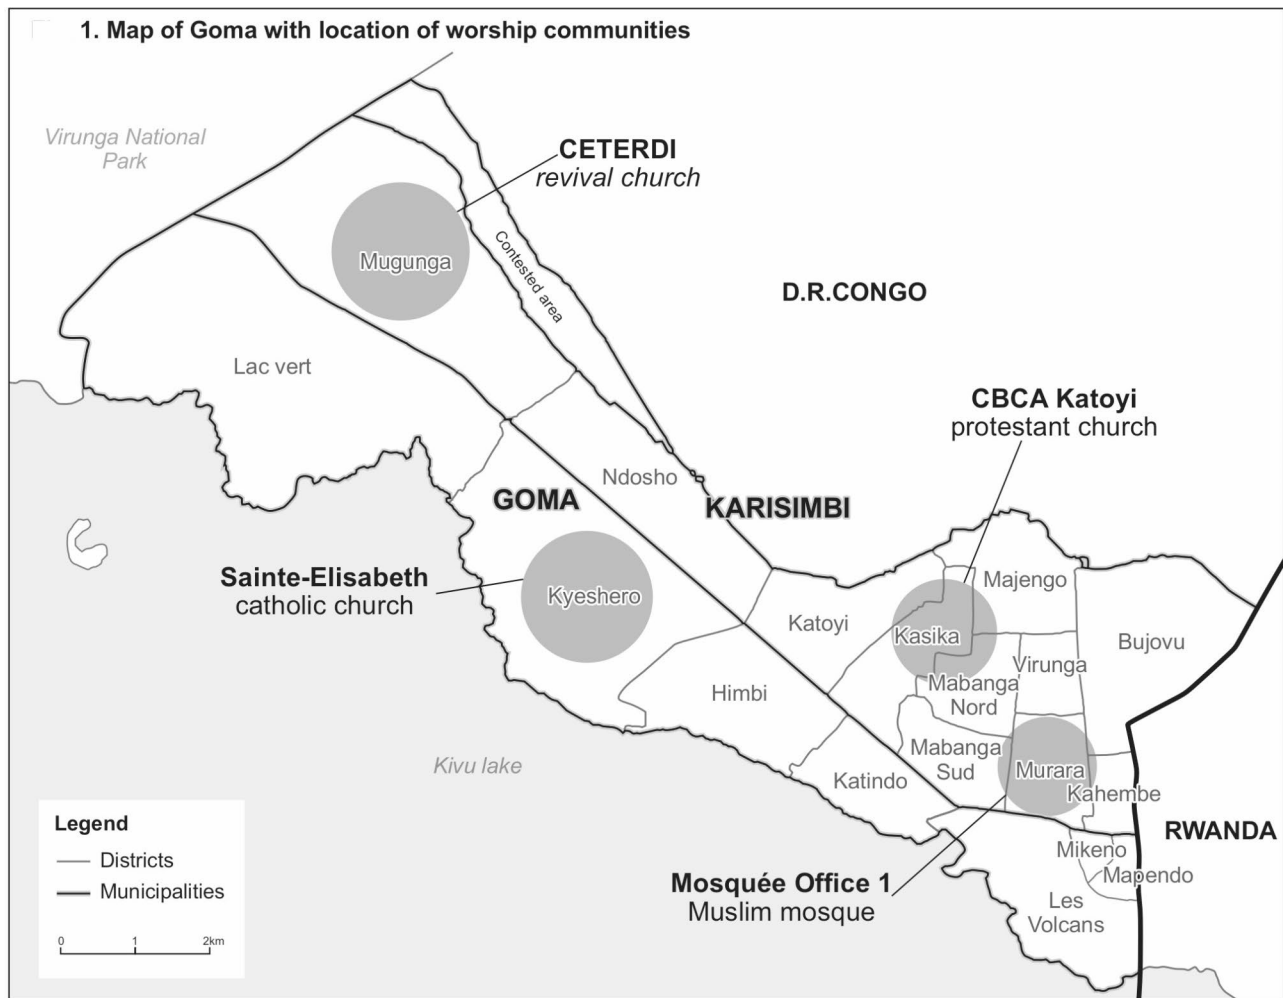 1. Map of Goma with location of worship communities
Virunga National
Park
CETERDI
revival church
Mugunga
Contested area
D.R.CONGO
Lac vert
CBCA Katoyi
protestant church
Ndosho
GOMA
KARISIMBI
Sainte-Elisabeth
catholic church
Kyeshero
Majengo
Katoyi
Kasika
Bujovu
Virunga
Mabanga
Nord
Himbi
Mabanga
Sud
Kivu lake
Katindo
Murara
Kahembe
RWANDA
Mikeno
Mapendo
Les
Volcans
Mosquée Office 1
Muslim mosque
Legend
Districts
Municipalities
0 1 2km